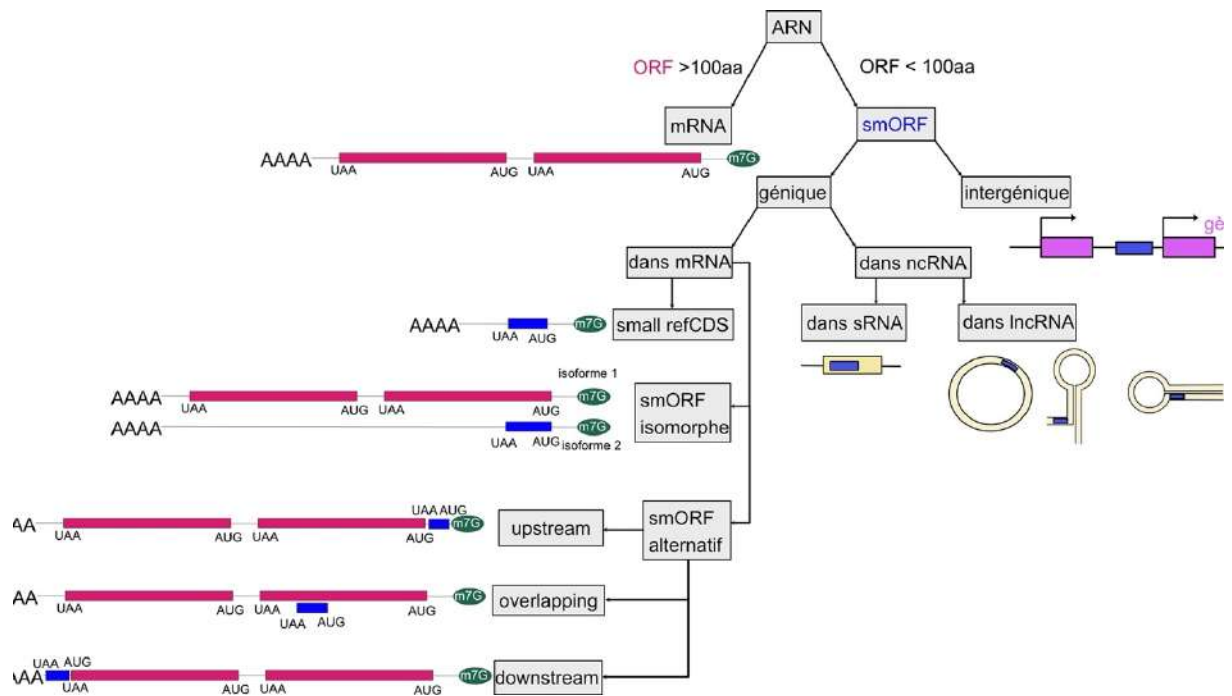 ARN
ORF >100aa
ORF < 100aa
mRNA
smORF
AAAA
UAA
AUG
UAA
AUG
m7G
génique
intergénique
gè
dans mRNA
dans ncRNA
AAAA
UAA
AUG
m7G
small refCDS
dans sRNA
dans lncRNA
isoforme 1
AAAA
UAA
AUG
UAA
AUG
m7G
smORF
isomorphe
AAAA
UAA
AUG
m7G
isoforme 2
UAA AUG
AA
UAA
AUG
UAA
AUG
m7G
upstream
smORF
alternatif
AA
UAA
AUG
UAA
AUG
m7G
UAA
AUG
overlapping
UAA AUG
AAA
UAA
AUG
UAA
AUG
m7G
downstream